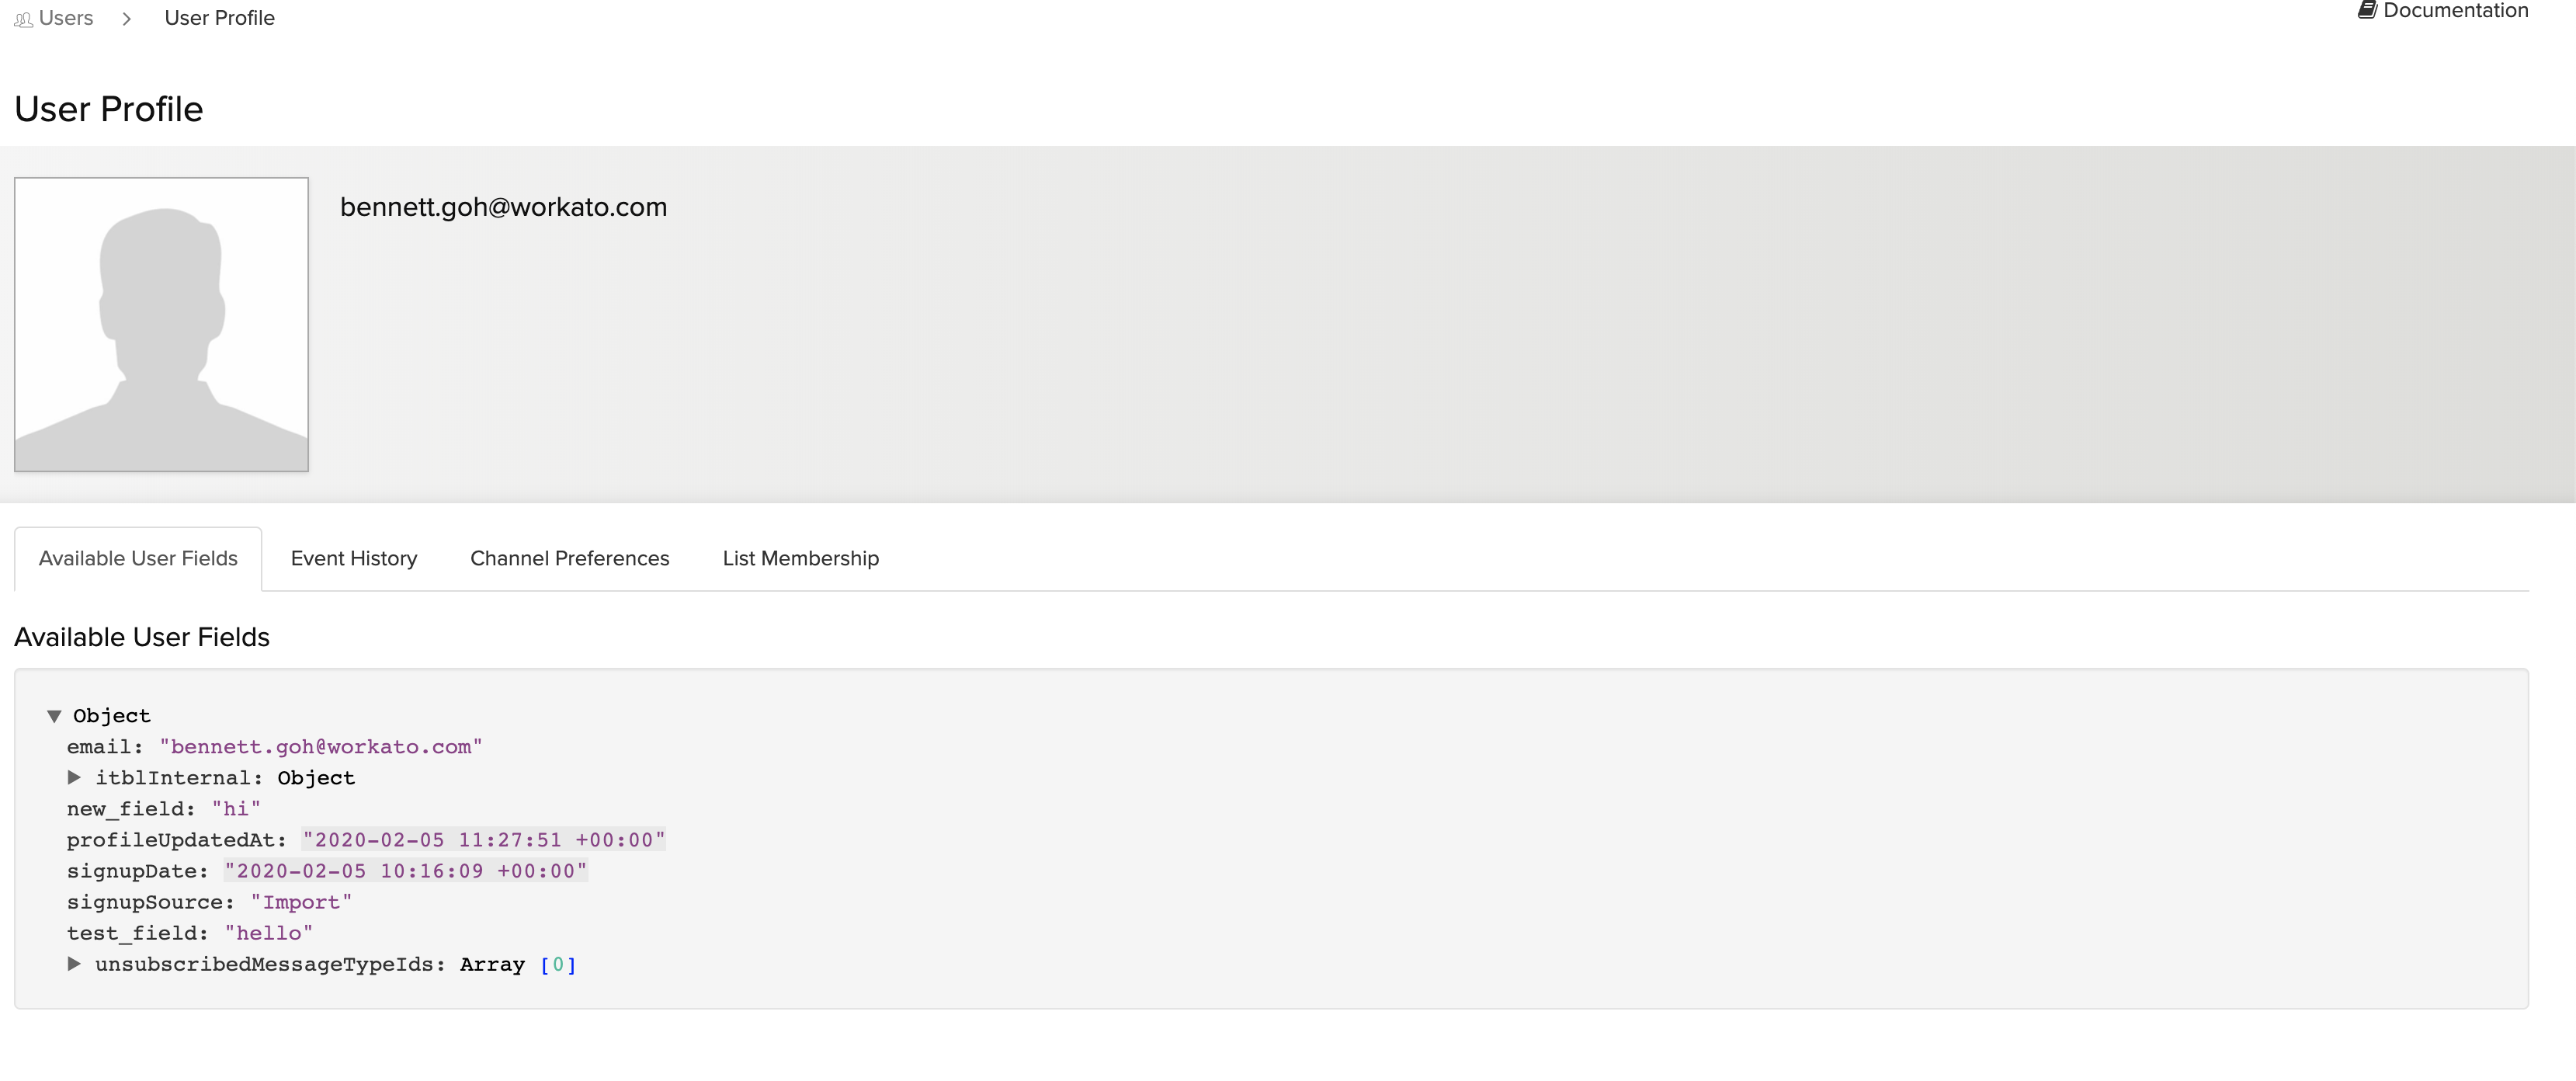 Users > User Profile
Documentation
User Profile
bennett.goh@workato.com
Available User Fields Event History Channel Preferences List Membership
Available User Fields
▼ Object
email: "bennett.goh@workato.com"
▶ itblInternal: Object
new_field: "hi"
profileUpdatedAt: "2020-02-05 11:27:51 +00:00"
signupDate: "2020-02-05 10:16:09 +00:00"
signupSource: "Import"
test_field: "hello"
▶ unsubscribedMessageTypeIds: Array [0]